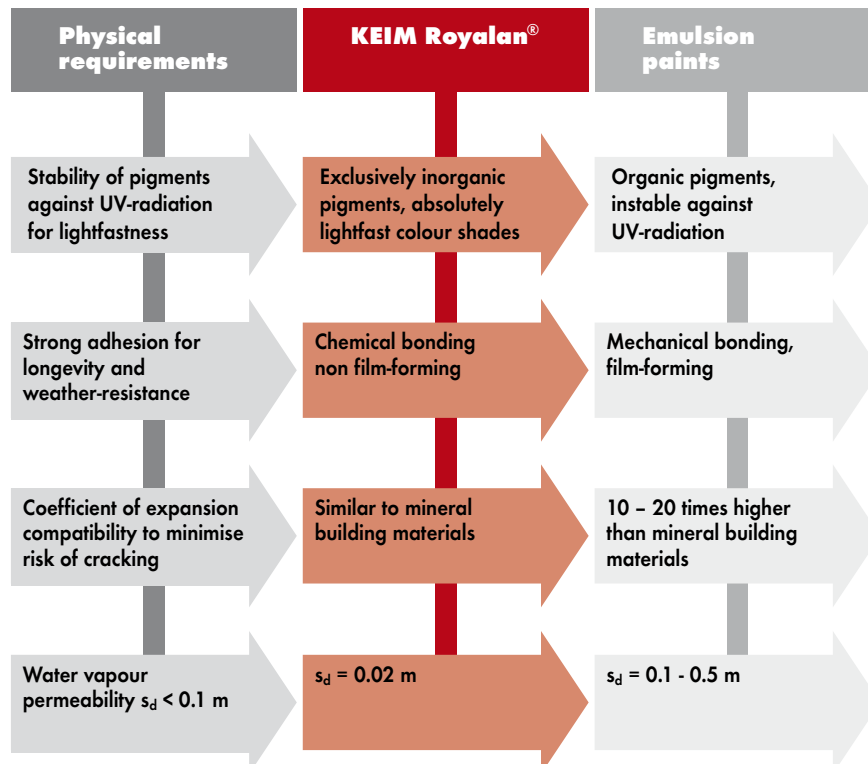 Physical
requirements
KEIM Royalan®
Emulsion
paints
Stability of pigments
against UV-radiation
for lightfastness
Exclusively inorganic
pigments, absolutely
lightfast colour shades
Organic pigments,
instable against
UV-radiation
Strong adhesion for
longevity and
weather-resistance
Chemical bonding
non film-forming
Mechanical bonding,
film-forming
Coefficient of expansion
compatibility to minimise
risk of cracking
Similar to mineral
building materials
10 – 20 times higher
than mineral building
materials
Water vapour
permeability sd < 0.1 m
sd = 0.02 m
sd = 0.1 - 0.5 m